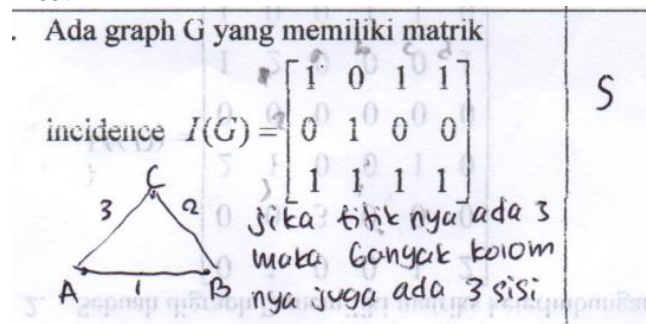 Ada graph G yang memiliki matrik
incidence I(G) = [1 0 1 1
0 1 0 0
1 1 1 1]
S
C
3 2
A 1 B
jika titik nya ada 3
maka banyak kolom
nya juga ada 3 sisi